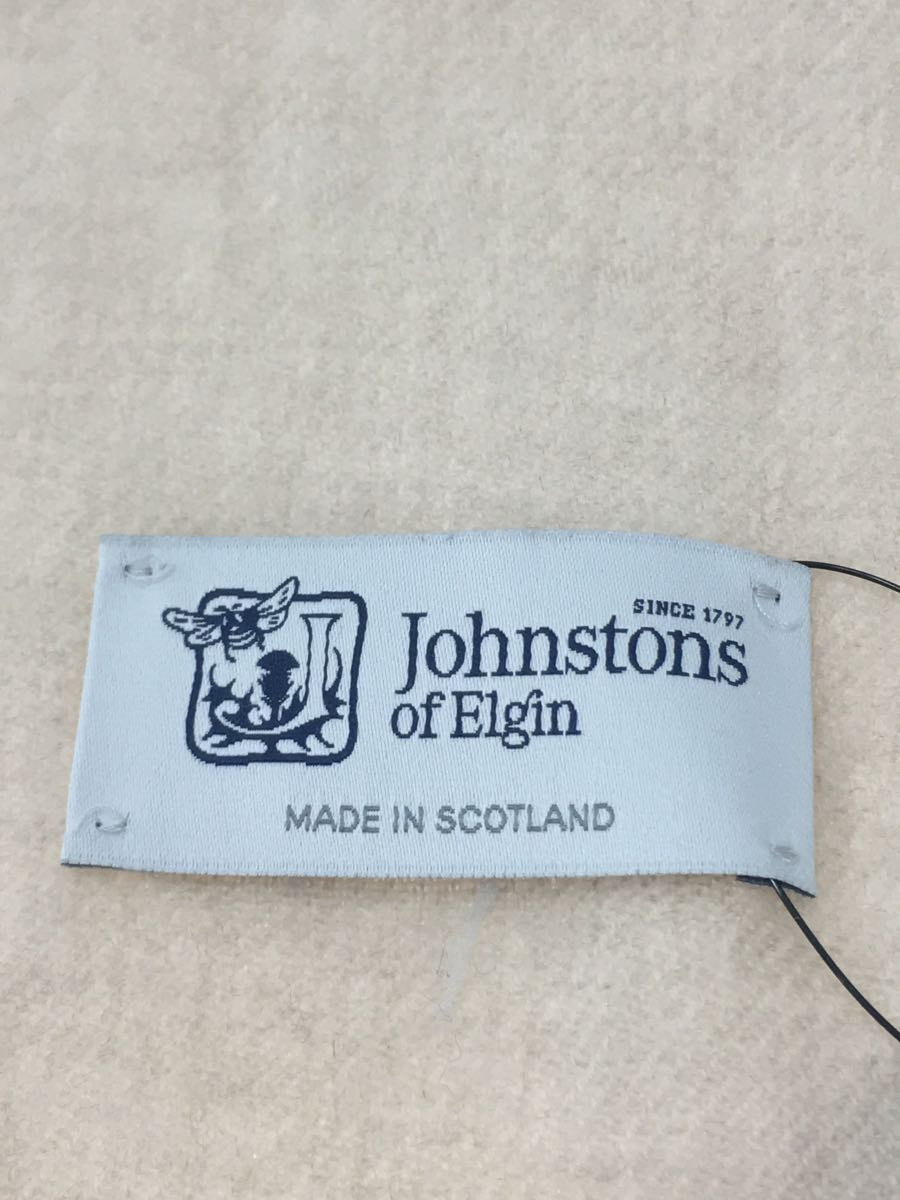 SINCE 1797
Johnstons
of Elgin
MADE IN SCOTLAND